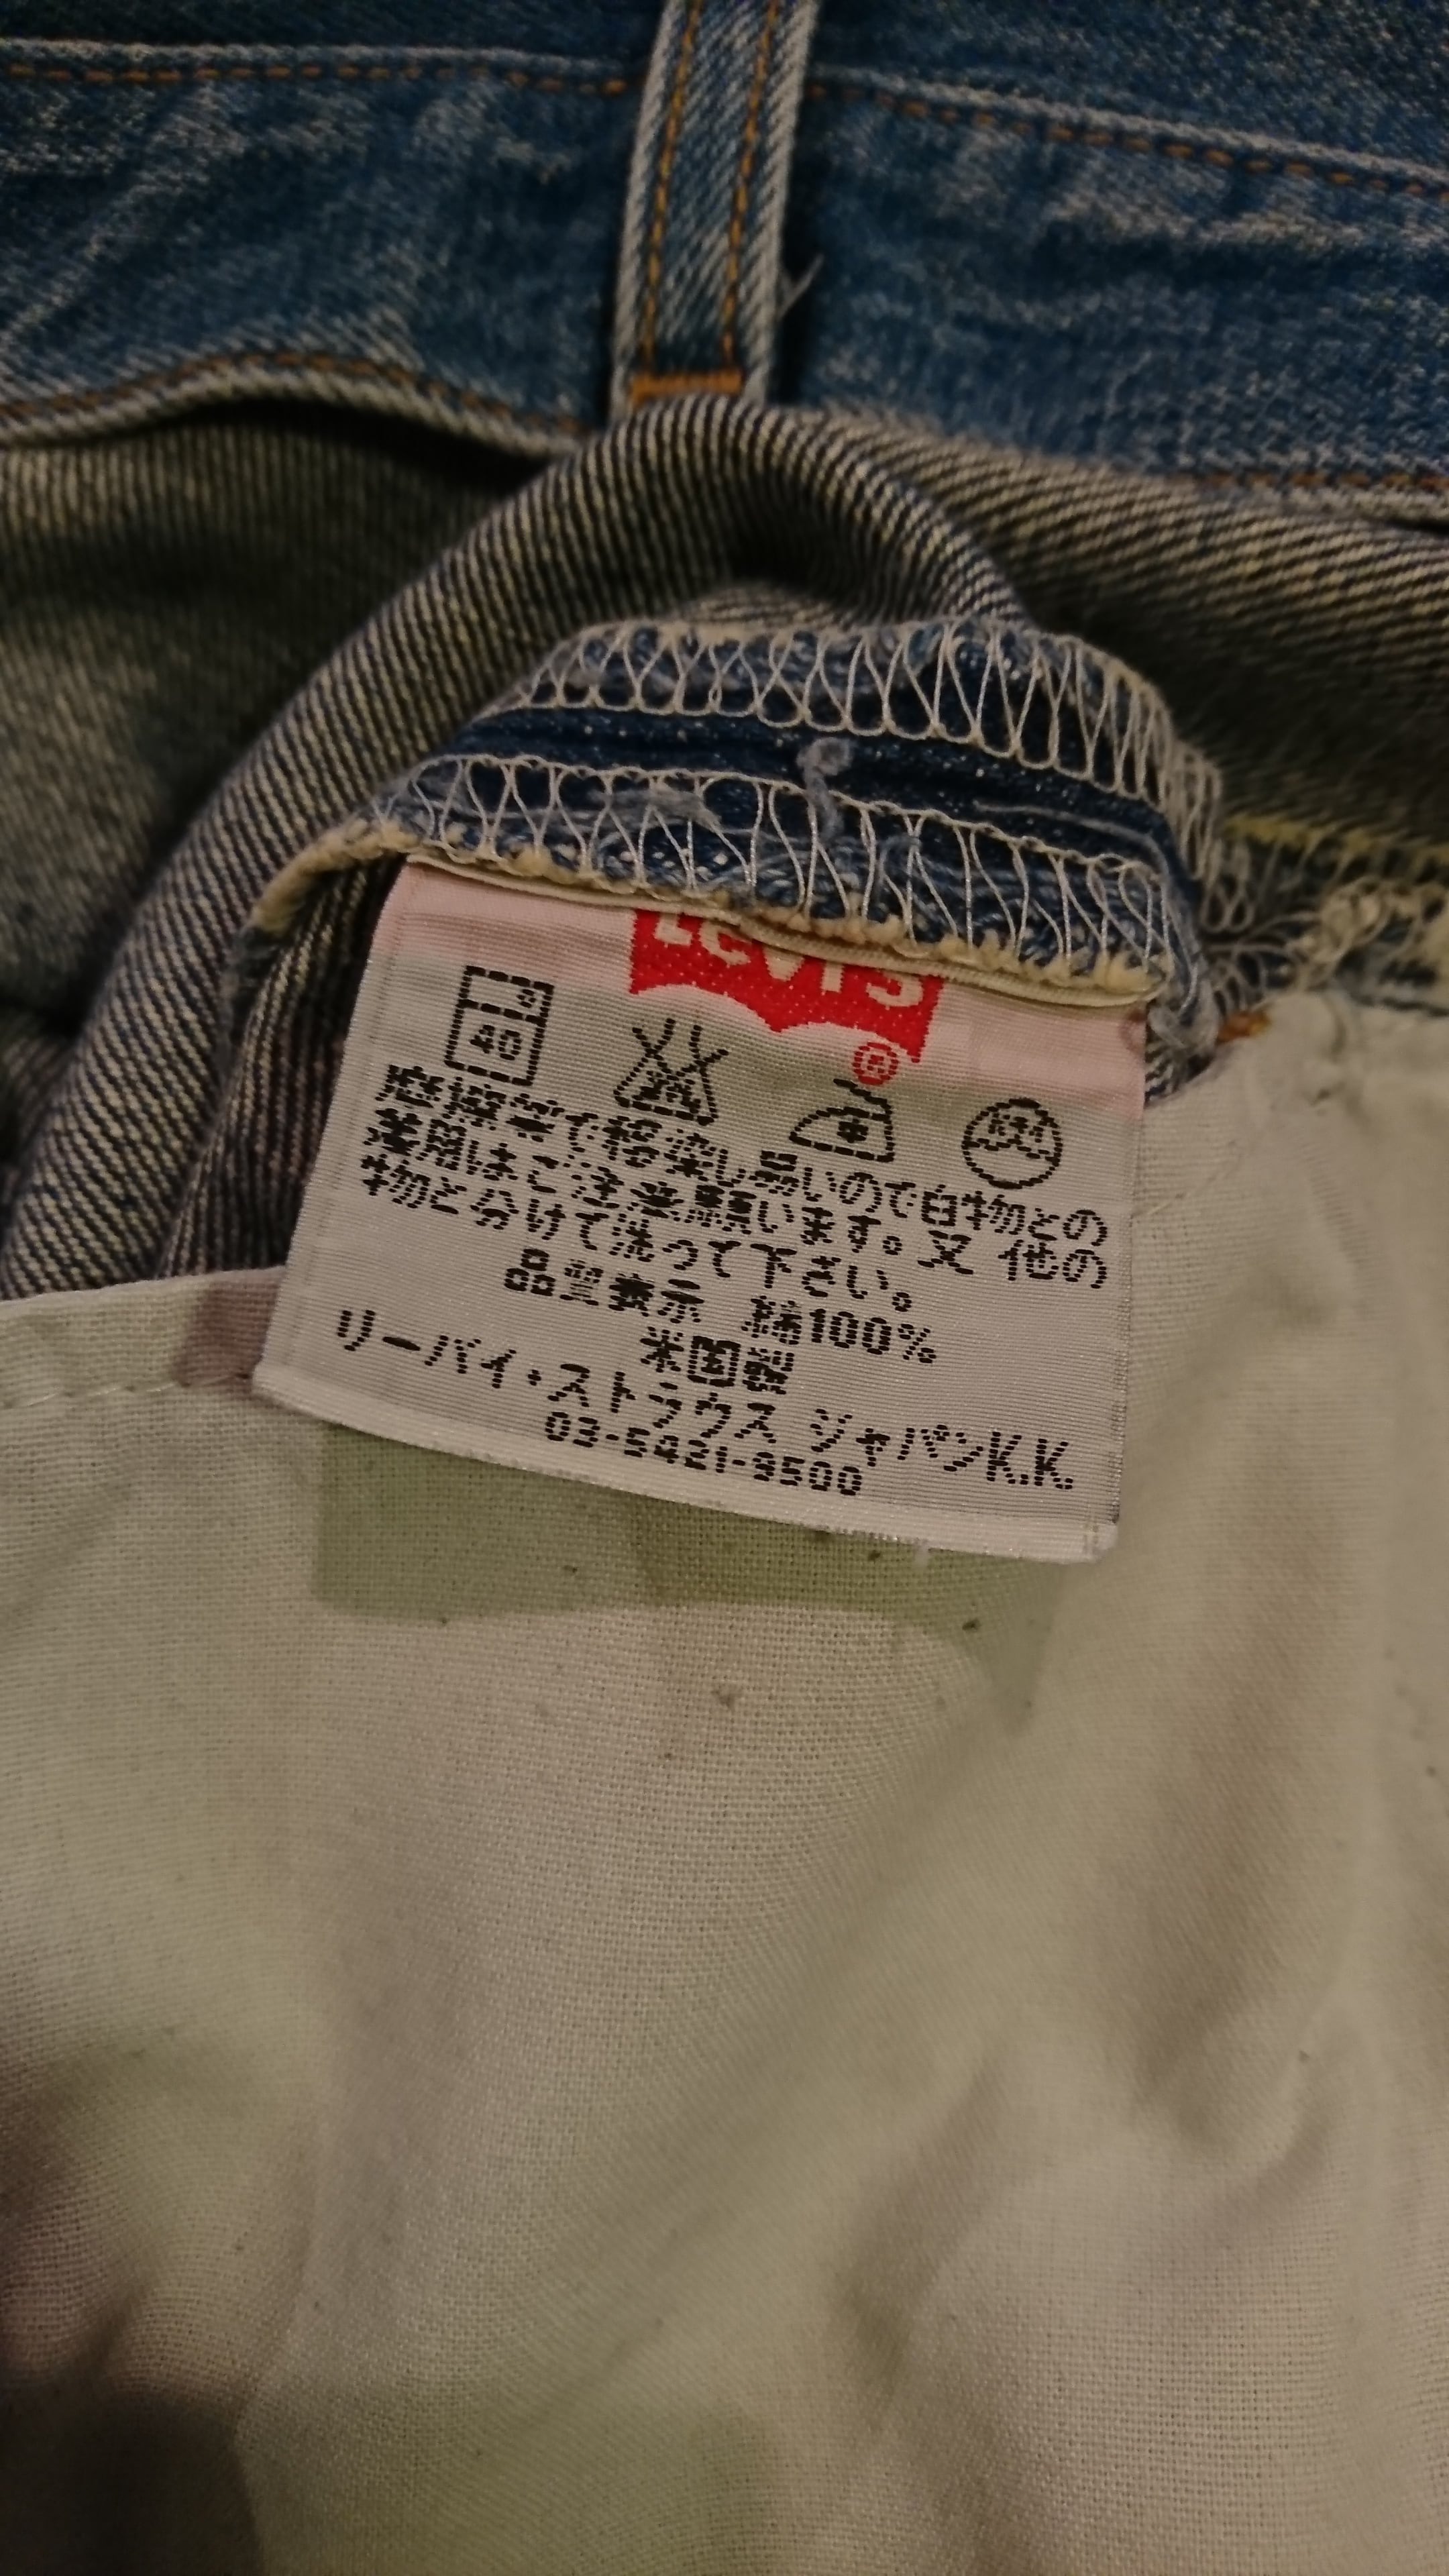 Levi's®
40
摩擦等で移染し易いので白物との
着用はご注意願います。又 他の
物と分けて洗って下さい。
品質表示 綿100%
米国製
リーバイ・ストラウス ジャパンK.K.
03-5421-9500